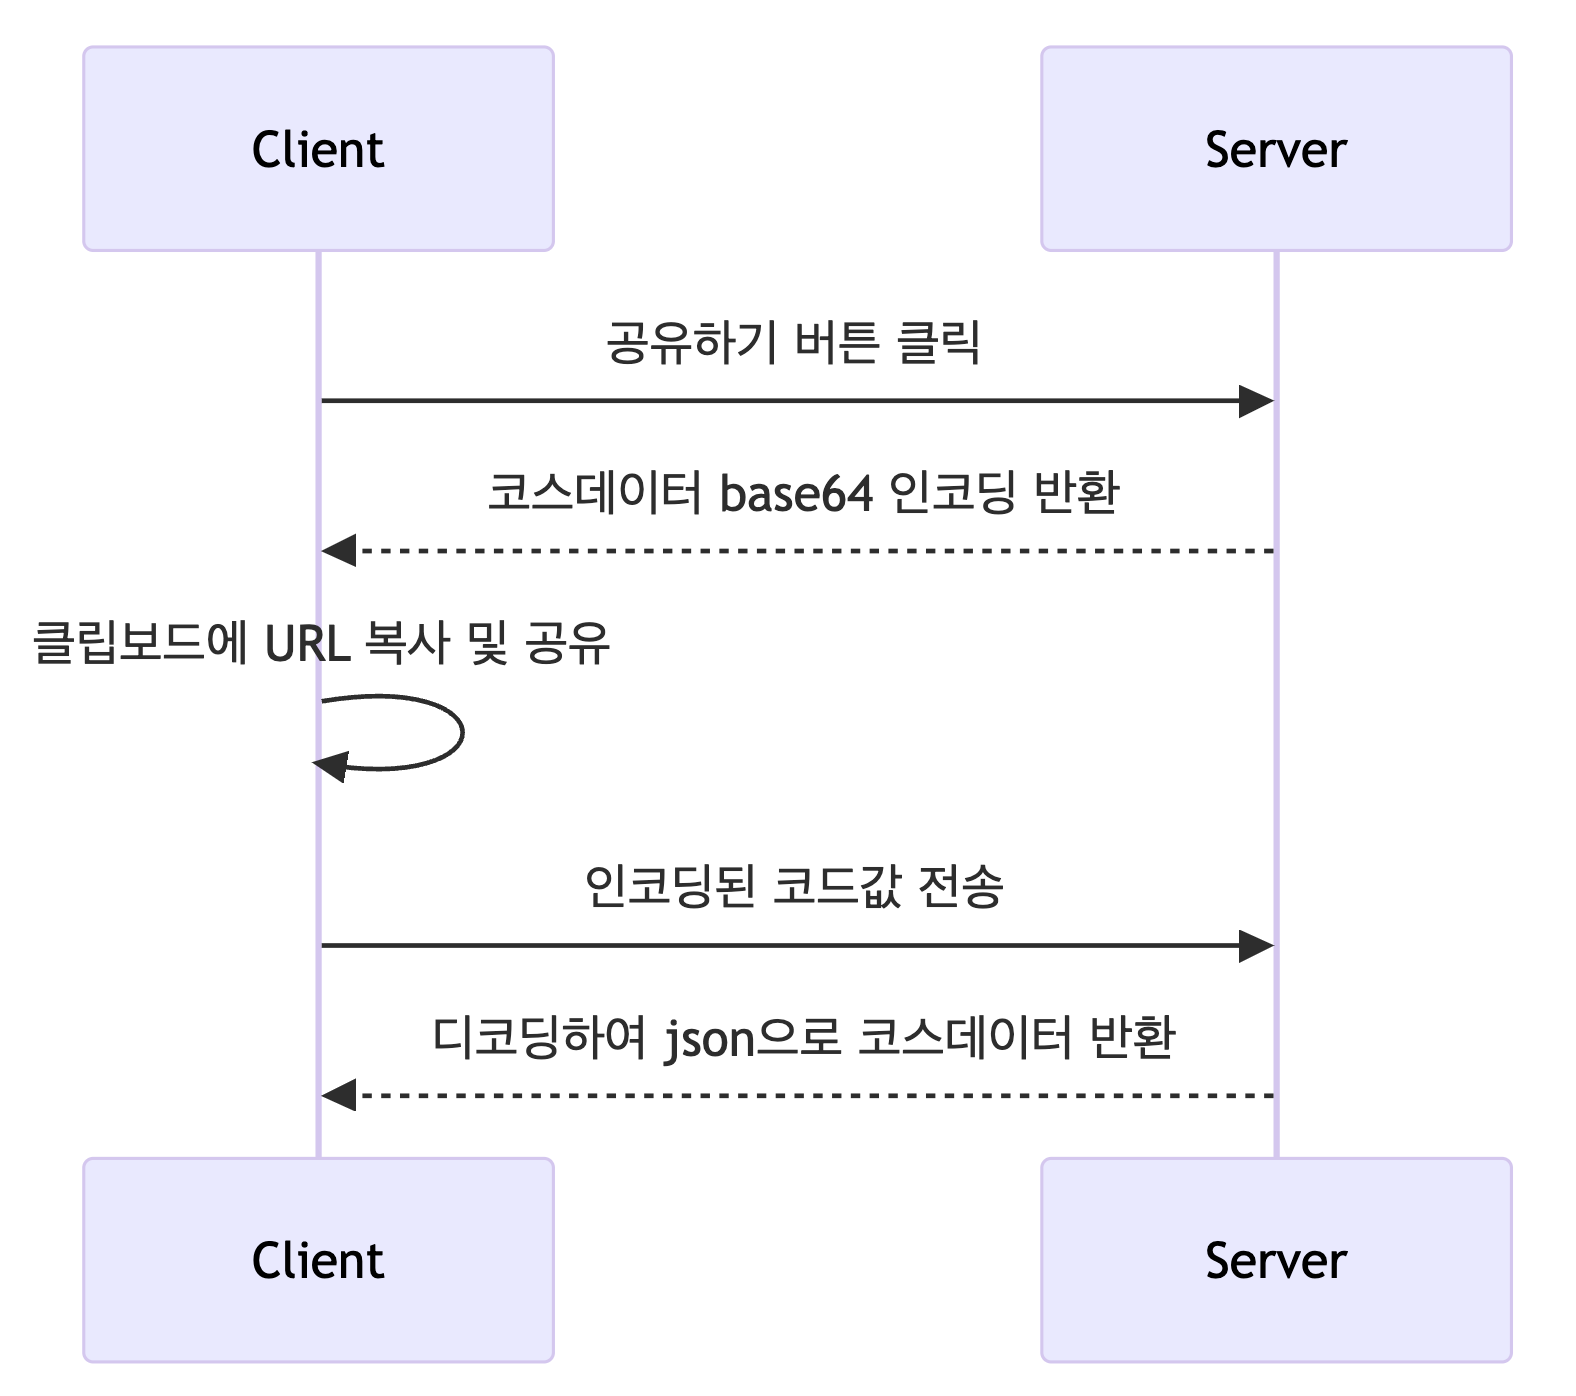 Client
Server
공유하기 버튼 클릭
코스데이터 base64 인코딩 반환
클립보드에 URL 복사 및 공유
인코딩된 코드값 전송
디코딩하여 json으로 코스데이터 반환
Client
Server